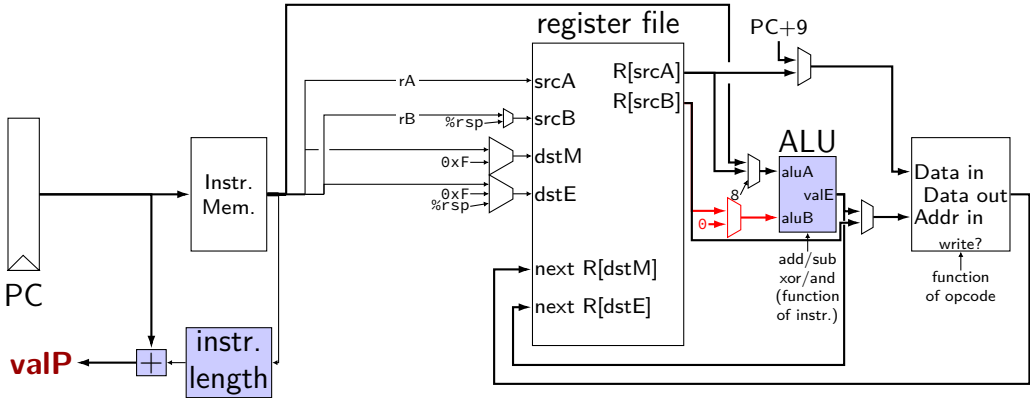 register file
PC+9
R[srcA]
rA
srcA
R[srcB]
rB
%rsp
srcB
ALU
0xF
dstM
aluA
Data in
Instr.
Mem.
0xF
%rsp
dstE
8
valE
Data out
0
aluB
Addr in
write?
add/sub
xor/and
(function
of instr.)
function
of opcode
next R[dstM]
PC
next R[dstE]
valP
+
instr.
length